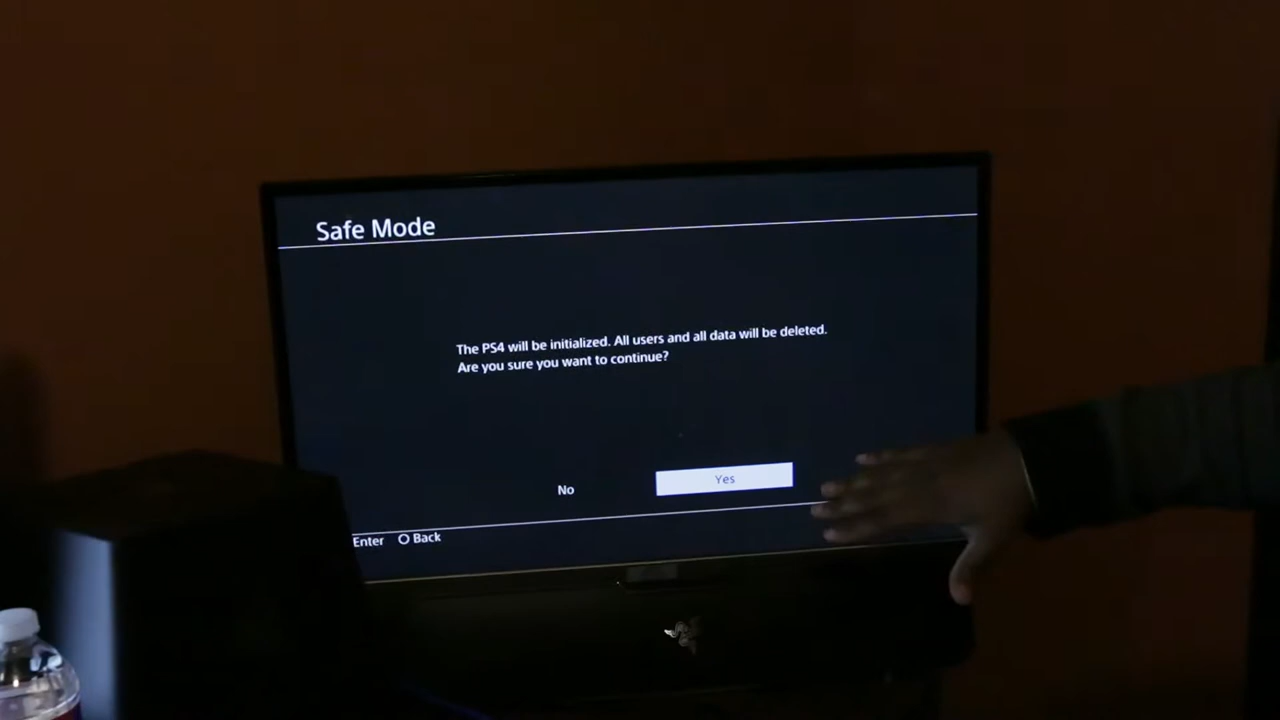 Safe Mode
The PS4 will be initialized. All users and all data will be deleted.
Are you sure you want to continue?
No
Yes
Enter
Back